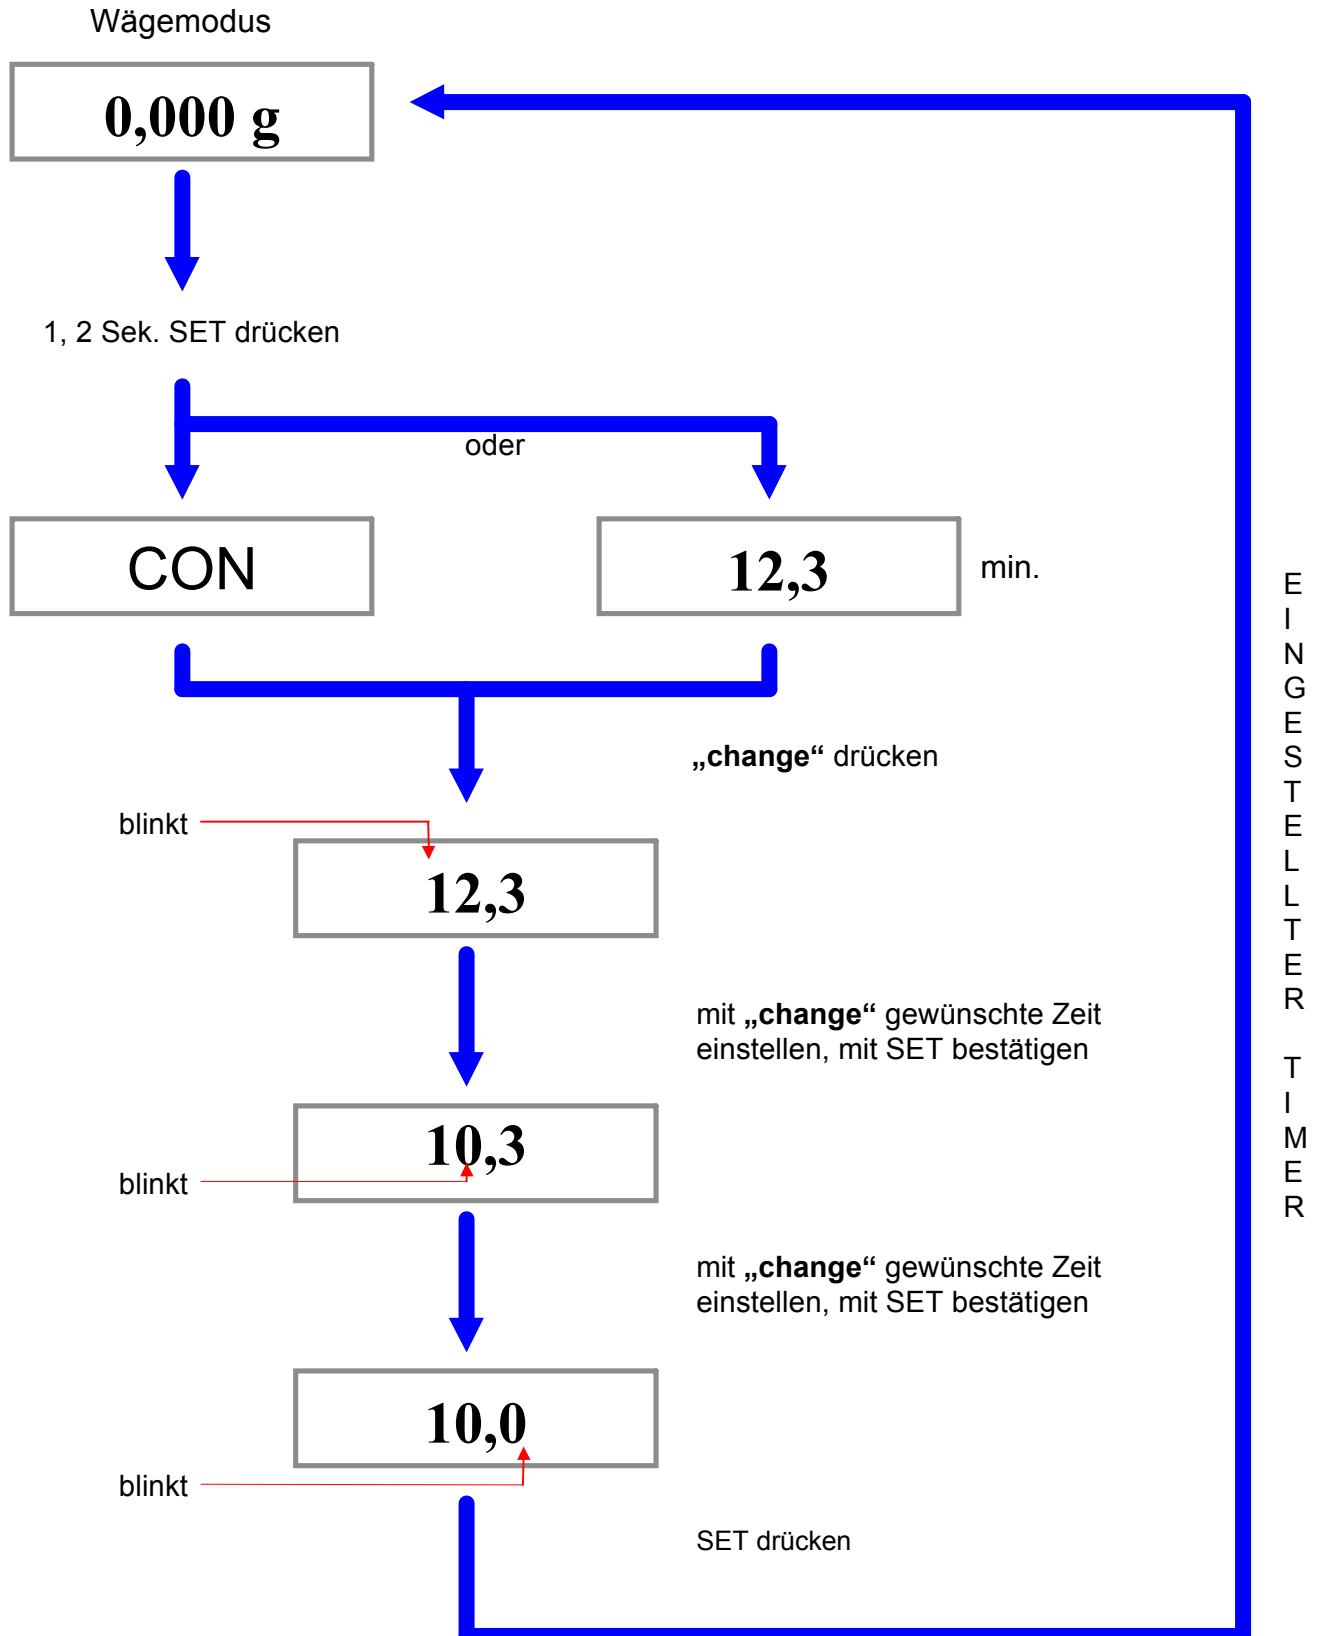 Wägemodus
0,000 g
1, 2 Sek. SET drücken
oder
CON
12,3
min.
„change“ drücken
blinkt
12,3
mit „change“ gewünschte Zeit
einstellen, mit SET bestätigen
10,3
blinkt
mit „change“ gewünschte Zeit
einstellen, mit SET bestätigen
10,0
blinkt
SET drücken
EINGESTELLTER TIMER